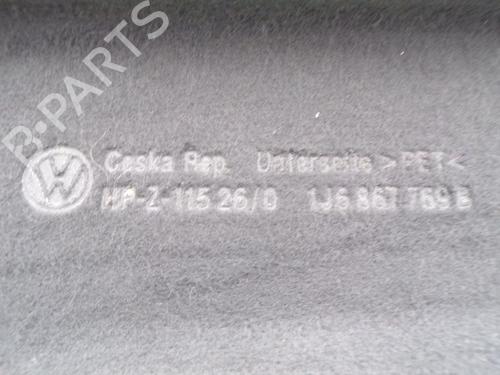 B-PARTS
Ceska Rep. Unterseite >PET<
HP-Z-115 26/0 1J6 867 769 B